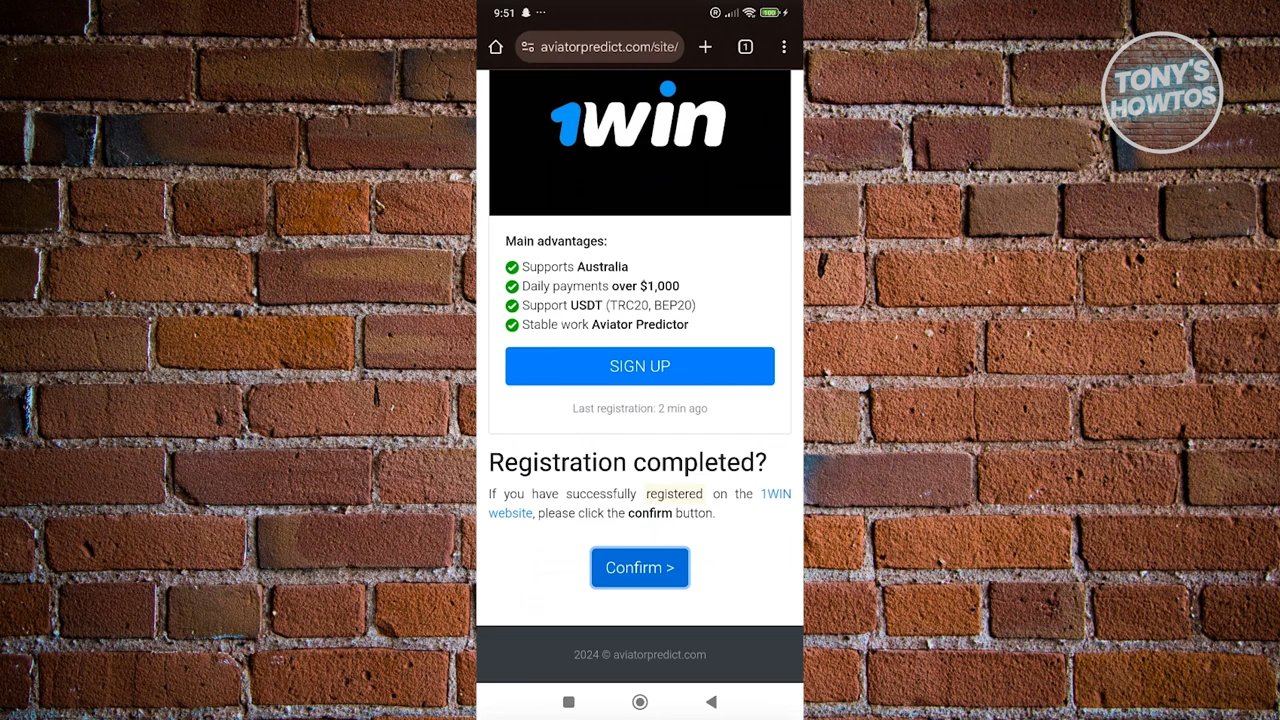 9:51
100
aviatorpredict.com/site/
1
TONY'S
HOWTOS
1win
Main advantages:
Supports Australia
Daily payments over $1,000
Support USDT (TRC20, BEP20)
Stable work Aviator Predictor
SIGN UP
Last registration: 2 min ago
Registration completed?
If you have successfully registered on the 1WIN
website, please click the confirm button.
Confirm >
2024 © aviatorpredict.com